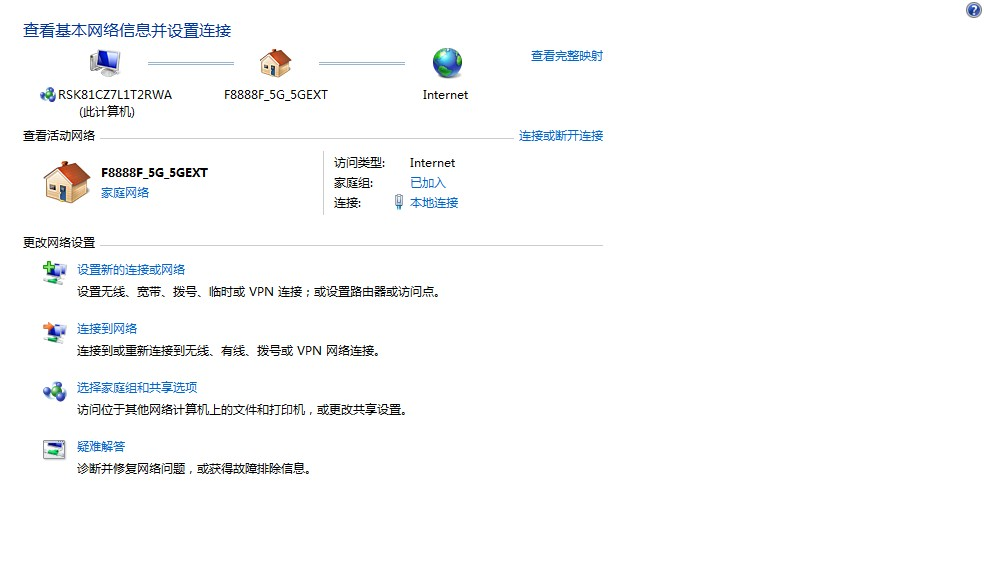 查看基本网络信息并设置连接
查看完整映射
RSK81CZ7L1T2RWA
(此计算机)
F8888F_5G_5GEXT
Internet
查看活动网络
连接或断开连接
F8888F_5G_5GEXT
家庭网络
访问类型: Internet
家庭组: 已加入
连接: 本地连接
更改网络设置
设置新的连接或网络
设置无线、宽带、拨号、临时或 VPN 连接；或设置路由器或访问点。
连接到网络
连接到或重新连接到无线、有线、拨号或 VPN 网络连接。
选择家庭组和共享选项
访问位于其他网络计算机上的文件和打印机，或更改共享设置。
疑难解答
诊断并修复网络问题，或获得故障排除信息。